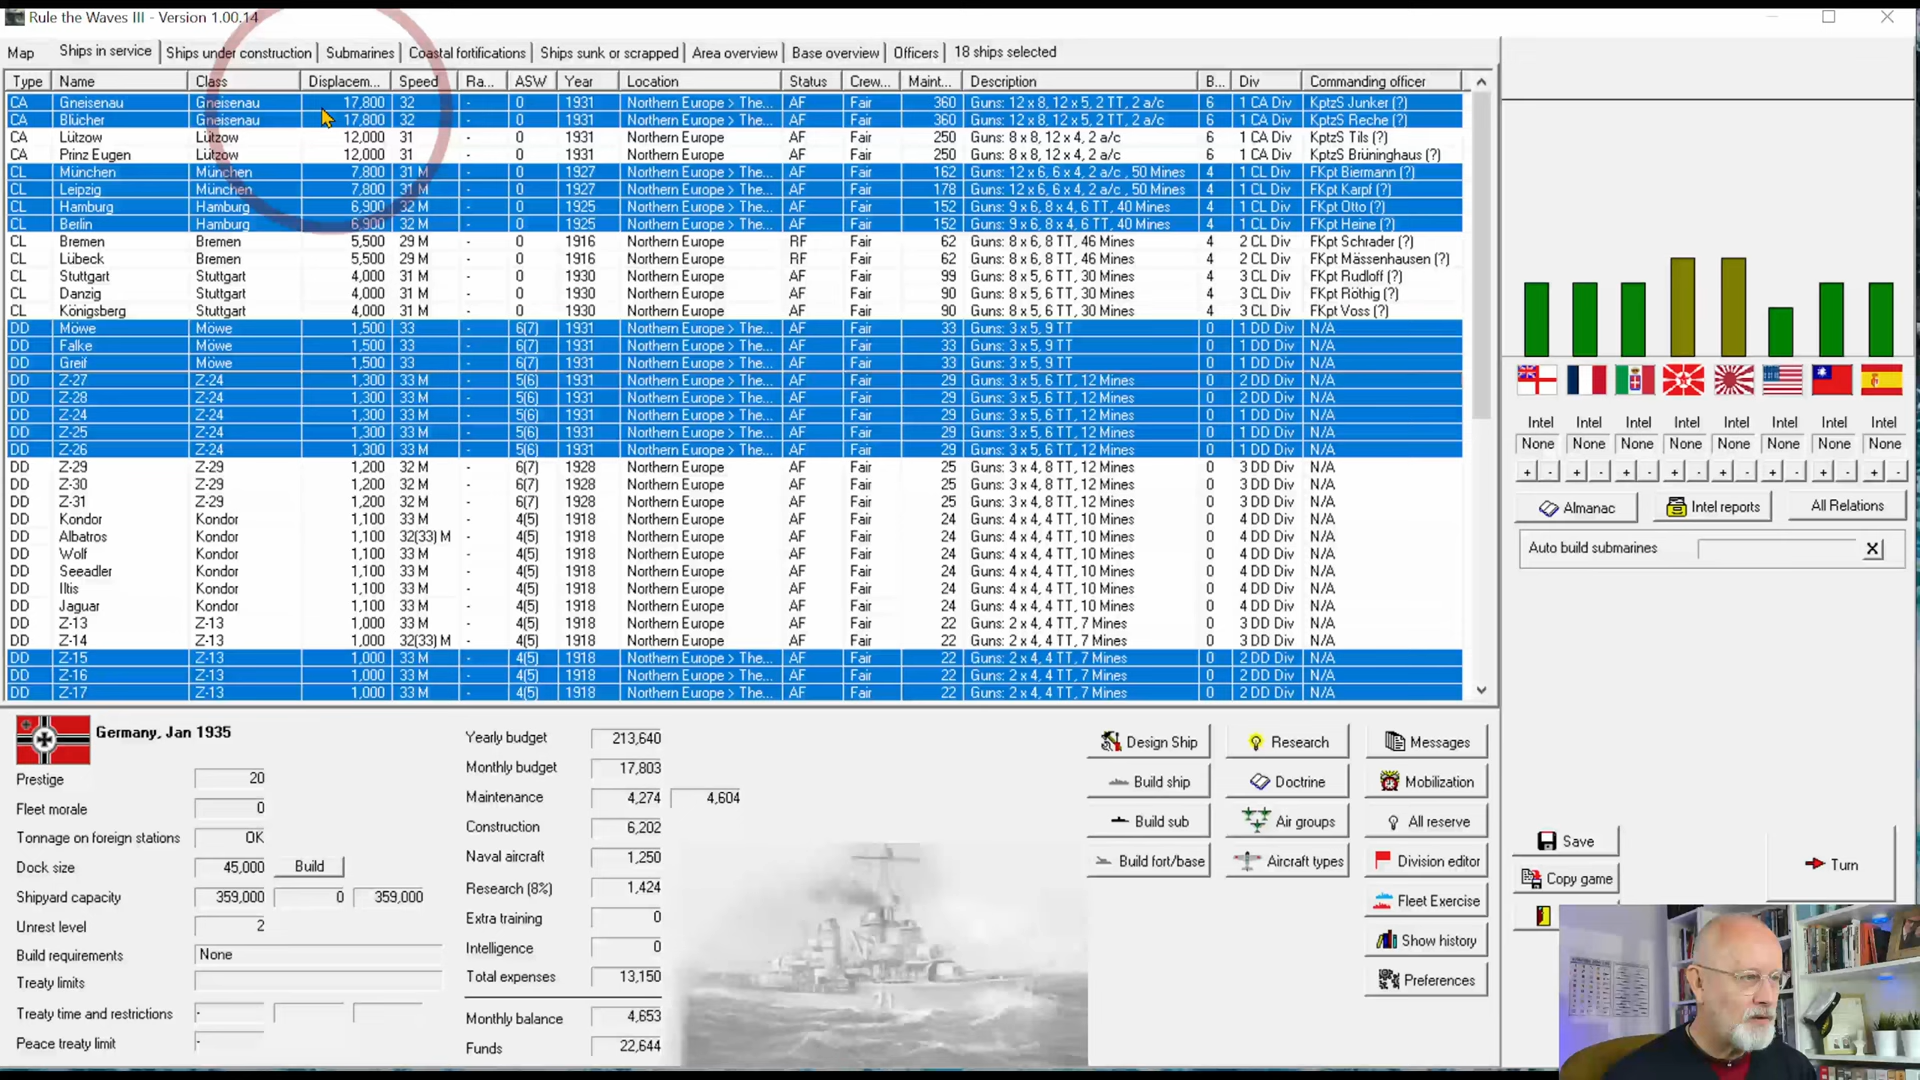 Rule the Waves III - Version 1.00.14
Map Ships in service Ships under construction Submarines Coastal fortifications Ships sunk or scrapped Area overview Base overview Officers 18 ships selected
Type Name Class Displacem... Speed Ra... ASW Year Location Status Crew... Maint... Description B... Div Commanding officer
CA Gneisenau Gneisenau 17,800 32 - 0 1931 Northern Europe > The... AF Fair 360 Guns: 12 x 8, 12 x 5, 2 TT, 2 a/c 6 1 CA Div KptzS Junker (?)
CA Blücher Gneisenau 17,800 32 - 0 1931 Northern Europe > The... AF Fair 360 Guns: 12 x 8, 12 x 5, 2 TT, 2 a/c 6 1 CA Div KptzS Reche (?)
CA Lützow Lützow 12,000 31 - 0 1931 Northern Europe AF Fair 250 Guns: 8 x 8, 12 x 4, 2 a/c 6 1 CA Div KptzS Tils (?)
CA Prinz Eugen Lützow 12,000 31 - 0 1931 Northern Europe AF Fair 250 Guns: 8 x 8, 12 x 4, 2 a/c 6 1 CA Div KptzS Brüninghaus (?)
CL München München 7,800 31 M - 0 1927 Northern Europe > The... AF Fair 162 Guns: 12 x 6, 6 x 4, 2 a/c , 50 Mines 4 1 CL Div FKpt Biermann (?)
CL Leipzig München 7,800 31 M - 0 1927 Northern Europe > The... AF Fair 178 Guns: 12 x 6, 6 x 4, 2 a/c , 50 Mines 4 1 CL Div FKpt Karpf (?)
CL Hamburg Hamburg 6,900 32 M - 0 1925 Northern Europe > The... AF Fair 152 Guns: 9 x 6, 8 x 4, 6 TT, 40 Mines 4 1 CL Div FKpt Otto (?)
CL Berlin Hamburg 6,900 32 M - 0 1925 Northern Europe > The... AF Fair 152 Guns: 9 x 6, 8 x 4, 6 TT, 40 Mines 4 1 CL Div FKpt Heine (?)
CL Bremen Bremen 5,500 29 M - 0 1916 Northern Europe RF Fair 62 Guns: 8 x 6, 8 TT, 46 Mines 4 2 CL Div FKpt Schrader (?)
CL Lübeck Bremen 5,500 29 M - 0 1916 Northern Europe RF Fair 62 Guns: 8 x 6, 8 TT, 46 Mines 4 2 CL Div FKpt Mässenhausen (?)
CL Stuttgart Stuttgart 4,000 31 M - 0 1930 Northern Europe AF Fair 99 Guns: 8 x 5, 6 TT, 30 Mines 4 3 CL Div FKpt Rudloff (?)
CL Danzig Stuttgart 4,000 31 M - 0 1930 Northern Europe AF Fair 90 Guns: 8 x 5, 6 TT, 30 Mines 4 3 CL Div FKpt Röthig (?)
CL Königsberg Stuttgart 4,000 31 M - 0 1930 Northern Europe AF Fair 90 Guns: 8 x 5, 6 TT, 30 Mines 4 3 CL Div FKpt Voss (?)
DD Möwe Möwe 1,500 33 - 6(7) 1931 Northern Europe > The... AF Fair 33 Guns: 3 x 5, 9 TT 0 1 DD Div N/A
DD Falke Möwe 1,500 33 - 6(7) 1931 Northern Europe > The... AF Fair 33 Guns: 3 x 5, 9 TT 0 1 DD Div N/A
DD Greif Möwe 1,500 33 - 6(7) 1931 Northern Europe > The... AF Fair 33 Guns: 3 x 5, 9 TT 0 1 DD Div N/A
DD Z-27 Z-24 1,300 33 M - 5(6) 1931 Northern Europe > The... AF Fair 29 Guns: 3 x 5, 6 TT, 12 Mines 0 2 DD Div N/A
DD Z-28 Z-24 1,300 33 M - 5(6) 1931 Northern Europe > The... AF Fair 29 Guns: 3 x 5, 6 TT, 12 Mines 0 2 DD Div N/A
DD Z-24 Z-24 1,300 33 M - 5(6) 1931 Northern Europe > The... AF Fair 29 Guns: 3 x 5, 6 TT, 12 Mines 0 1 DD Div N/A
DD Z-25 Z-24 1,300 33 M - 5(6) 1931 Northern Europe > The... AF Fair 29 Guns: 3 x 5, 6 TT, 12 Mines 0 1 DD Div N/A
DD Z-26 Z-24 1,300 33 M - 5(6) 1931 Northern Europe > The... AF Fair 29 Guns: 3 x 5, 6 TT, 12 Mines 0 1 DD Div N/A
DD Z-29 Z-29 1,200 32 M - 6(7) 1928 Northern Europe AF Fair 25 Guns: 3 x 4, 8 TT, 12 Mines 0 3 DD Div N/A
DD Z-30 Z-29 1,200 32 M - 6(7) 1928 Northern Europe AF Fair 25 Guns: 3 x 4, 8 TT, 12 Mines 0 3 DD Div N/A
DD Z-31 Z-29 1,200 32 M - 6(7) 1928 Northern Europe AF Fair 25 Guns: 3 x 4, 8 TT, 12 Mines 0 3 DD Div N/A
DD Kondor Kondor 1,100 33 M - 4(5) 1918 Northern Europe AF Fair 24 Guns: 4 x 4, 4 TT, 10 Mines 0 4 DD Div N/A
DD Albatros Kondor 1,100 32(33) M - 4(5) 1918 Northern Europe AF Fair 24 Guns: 4 x 4, 4 TT, 10 Mines 0 4 DD Div N/A
DD Wolf Kondor 1,100 33 M - 4(5) 1918 Northern Europe AF Fair 24 Guns: 4 x 4, 4 TT, 10 Mines 0 4 DD Div N/A
DD Seeadler Kondor 1,100 33 M - 4(5) 1918 Northern Europe AF Fair 24 Guns: 4 x 4, 4 TT, 10 Mines 0 4 DD Div N/A
DD Iltis Kondor 1,100 33 M - 4(5) 1918 Northern Europe AF Fair 24 Guns: 4 x 4, 4 TT, 10 Mines 0 4 DD Div N/A
DD Jaguar Kondor 1,100 33 M - 4(5) 1918 Northern Europe AF Fair 24 Guns: 4 x 4, 4 TT, 10 Mines 0 4 DD Div N/A
DD Z-13 Z-13 1,000 33 M - 4(5) 1918 Northern Europe AF Fair 22 Guns: 2 x 4, 4 TT, 7 Mines 0 3 DD Div N/A
DD Z-14 Z-13 1,000 32(33) M - 4(5) 1918 Northern Europe AF Fair 22 Guns: 2 x 4, 4 TT, 7 Mines 0 3 DD Div N/A
DD Z-15 Z-13 1,000 33 M - 4(5) 1918 Northern Europe > The... AF Fair 22 Guns: 2 x 4, 4 TT, 7 Mines 0 2 DD Div N/A
DD Z-16 Z-13 1,000 33 M - 4(5) 1918 Northern Europe > The... AF Fair 22 Guns: 2 x 4, 4 TT, 7 Mines 0 2 DD Div N/A
DD Z-17 Z-13 1,000 33 M - 4(5) 1918 Northern Europe > The... AF Fair 22 Guns: 2 x 4, 4 TT, 7 Mines 0 2 DD Div N/A
Intel Intel Intel Intel Intel Intel Intel Intel
None None None None None None None None
+ - + - + - + - + - + - + - + -
Almanac Intel reports All Relations
Auto build submarines X
Germany, Jan 1935
Prestige 20
Fleet morale 0
Tonnage on foreign stations OK
Dock size 45,000 Build
Shipyard capacity 359,000 0 359,000
Unrest level 2
Build requirements None
Treaty limits
Treaty time and restrictions -
Peace treaty limit -
Yearly budget 213,640
Monthly budget 17,803
Maintenance 4,274 4,604
Construction 6,202
Naval aircraft 1,250
Research (8%) 1,424
Extra training 0
Intelligence 0
Total expenses 13,150
Monthly balance 4,653
Funds 22,644
Design Ship Research Messages
Build ship Doctrine Mobilization
Build sub Air groups All reserve
Build fort/base Aircraft types Division editor
Fleet Exercise
Show history
Preferences
Save
Copy game
Turn